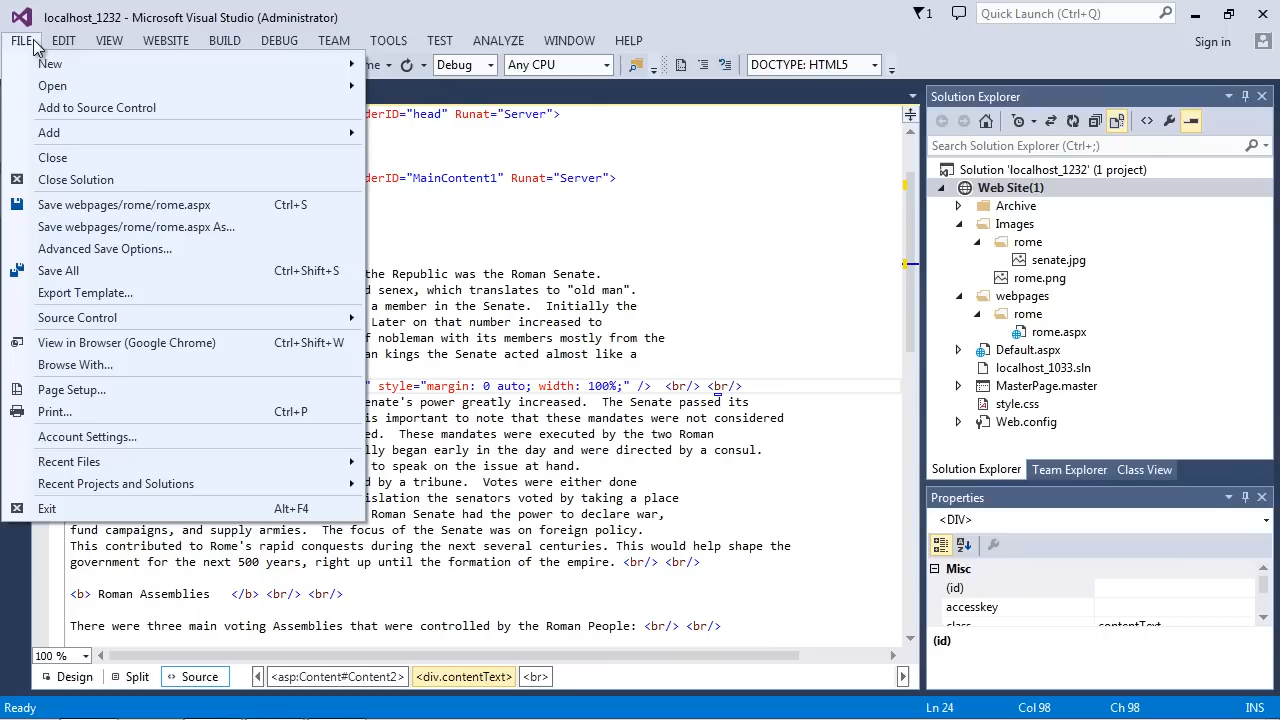 localhost_1232 - Microsoft Visual Studio (Administrator)
1
Quick Launch (Ctrl+Q)
FILE EDIT VIEW WEBSITE BUILD DEBUG TEAM TOOLS TEST ANALYZE WINDOW HELP
Sign in
Debug
Any CPU
DOCTYPE: HTML5
New
Open
Add to Source Control
Add
Close
Close Solution
Save webpages/rome/rome.aspx Ctrl+S
Save webpages/rome/rome.aspx As...
Advanced Save Options...
Save All Ctrl+Shift+S
Export Template...
Source Control
View in Browser (Google Chrome) Ctrl+Shift+W
Browse With...
Page Setup...
Print... Ctrl+P
Account Settings...
Recent Files
Recent Projects and Solutions
Exit Alt+F4
derID="head" Runat="Server">
derID="MainContent1" Runat="Server">
the Republic was the Roman Senate.
d senex, which translates to "old man".
a member in the Senate.  Initially the
Later on that number increased to
f nobleman with its members mostly from the
an kings the Senate acted almost like a
" style="margin: 0 auto; width: 100%;" />  <br/> <br/>
enate's power greatly increased.  The Senate passed its
is important to note that these mandates were not considered
ed.  These mandates were executed by the two Roman
lly began early in the day and were directed by a consul.
to speak on the issue at hand.
d by a tribune.  Votes were either done
islation the senators voted by taking a place
Roman Senate had the power to declare war,
fund campaigns, and supply armies.  The focus of the Senate was on foreign policy.
This contributed to Rome's rapid conquests during the next several centuries. This would help shape the
government for the next 500 years, right up until the formation of the empire. <br/> <br/>
<b> Roman Assemblies   </b> <br/> <br/>
There were three main voting Assemblies that were controlled by the Roman People: <br/> <br/>
100 %
Design Split Source
<asp:Content#Content2> <div.contentText> <br>
Solution Explorer
Search Solution Explorer (Ctrl+;)
Solution 'localhost_1232' (1 project)
Web Site(1)
Archive
Images
rome
senate.jpg
rome.png
webpages
rome
rome.aspx
Default.aspx
localhost_1033.sln
MasterPage.master
style.css
Web.config
Solution Explorer Team Explorer Class View
Properties
<DIV>
Misc
(id)
accesskey
class contentText
(id)
Ready
Ln 24 Col 98 Ch 98 INS